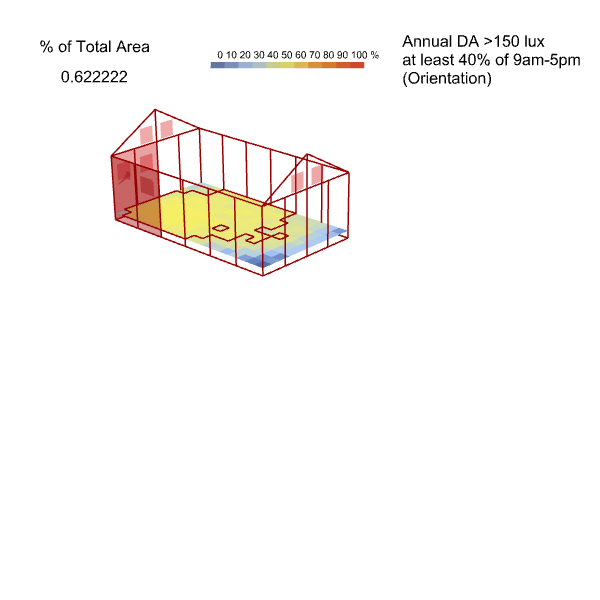 % of Total Area
0.622222
0 10 20 30 40 50 60 70 80 90 100 %
Annual DA >150 lux
at least 40% of 9am-5pm
(Orientation)